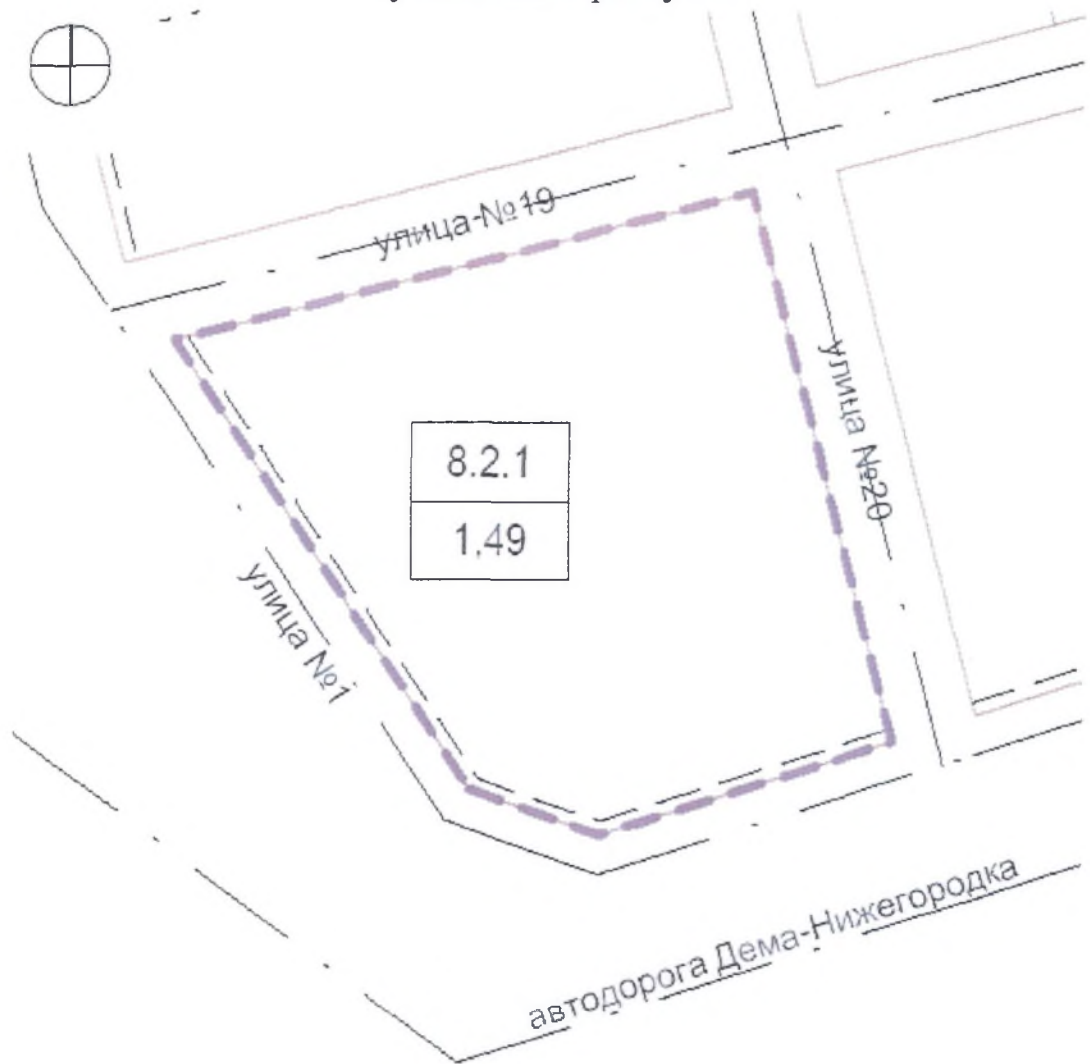 улица №19
8.2.1
1,49
улица №20
улица №1
автодорога Дема-Нижегородка